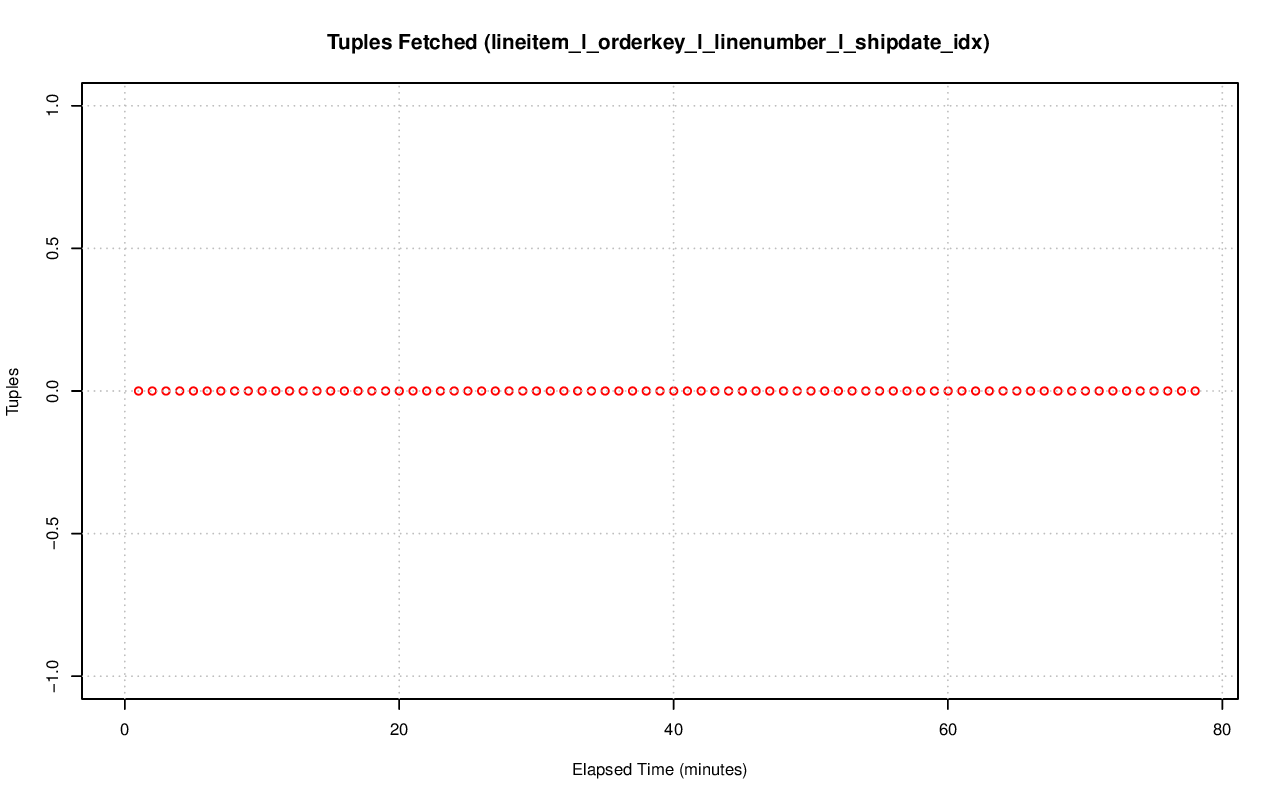 Tuples Fetched (lineitem_l_orderkey_l_linenumber_l_shipdate_idx)
1.0
0.5
0.0
−0.5
−1.0
Tuples
0 20 40 60 80
Elapsed Time (minutes)